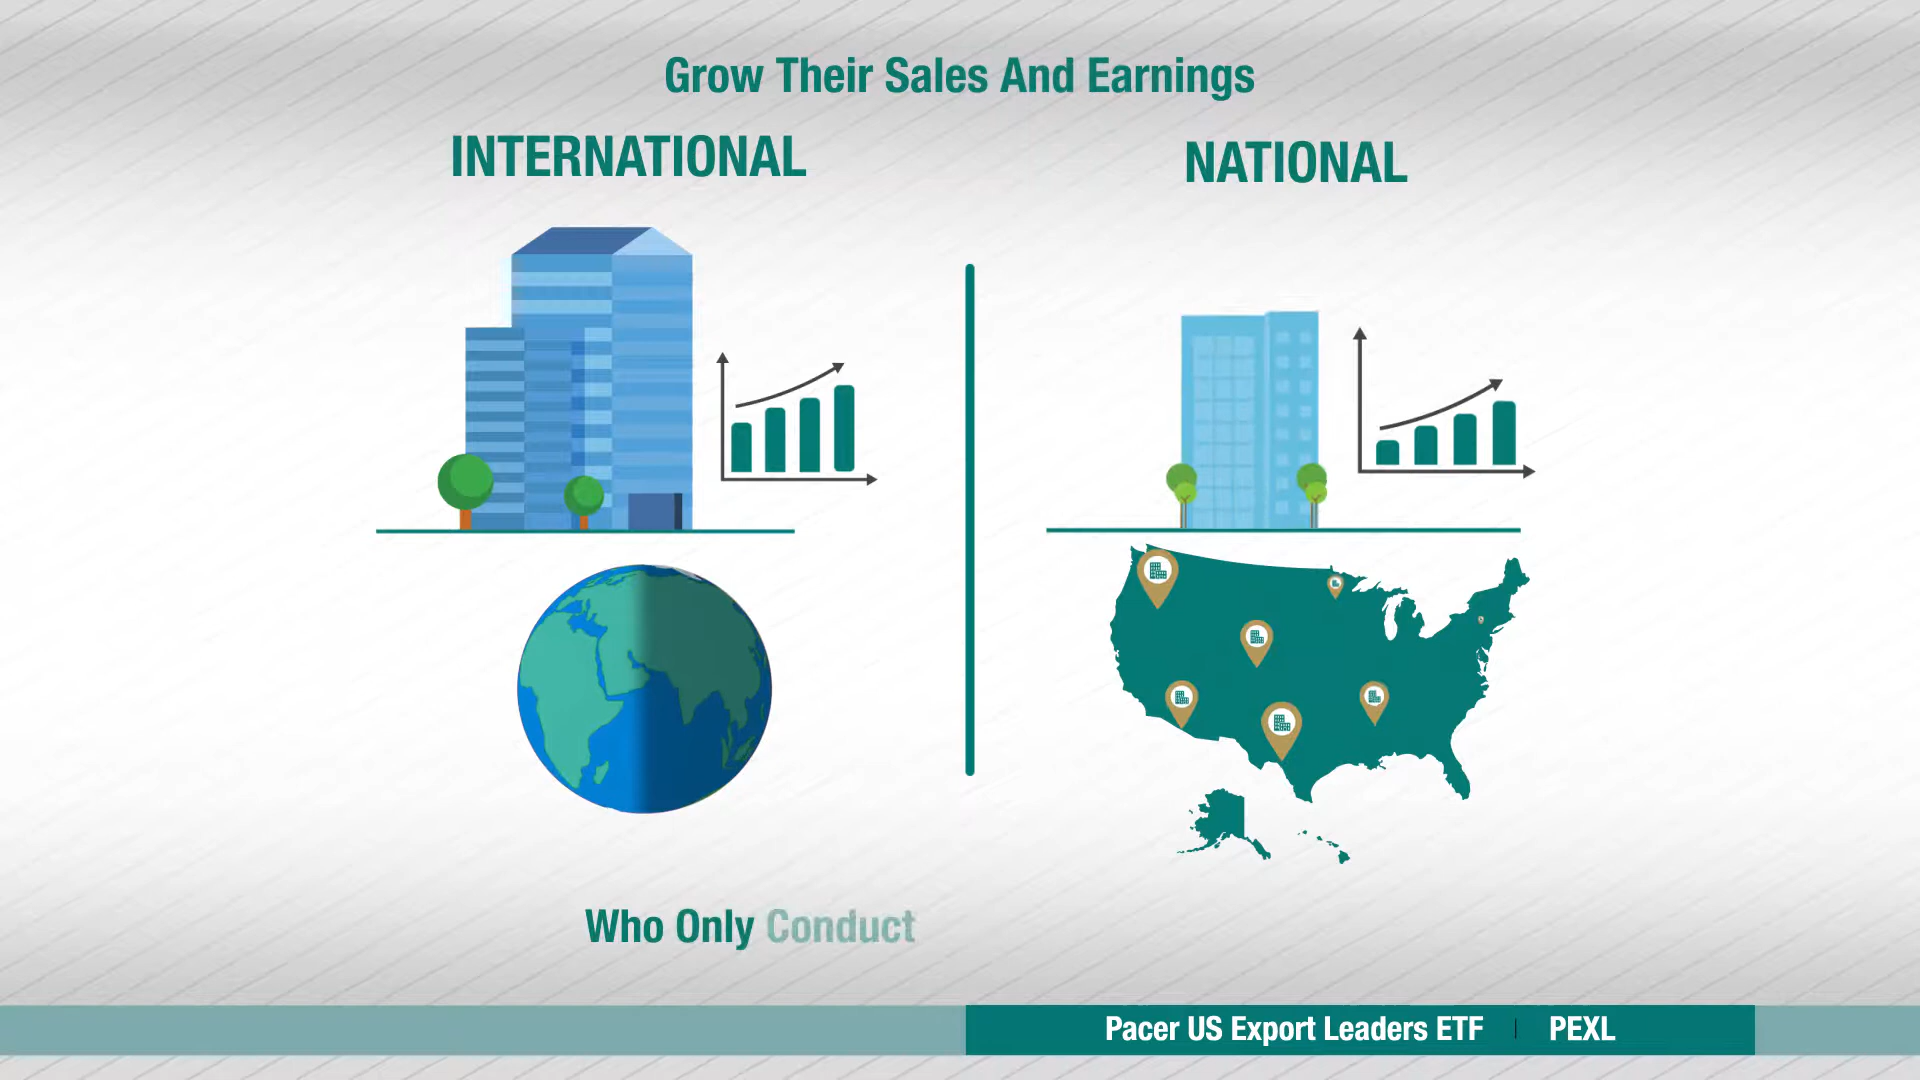 Grow Their Sales And Earnings
INTERNATIONAL
NATIONAL
Who Only Conduct
Pacer US Export Leaders ETF | PEXL